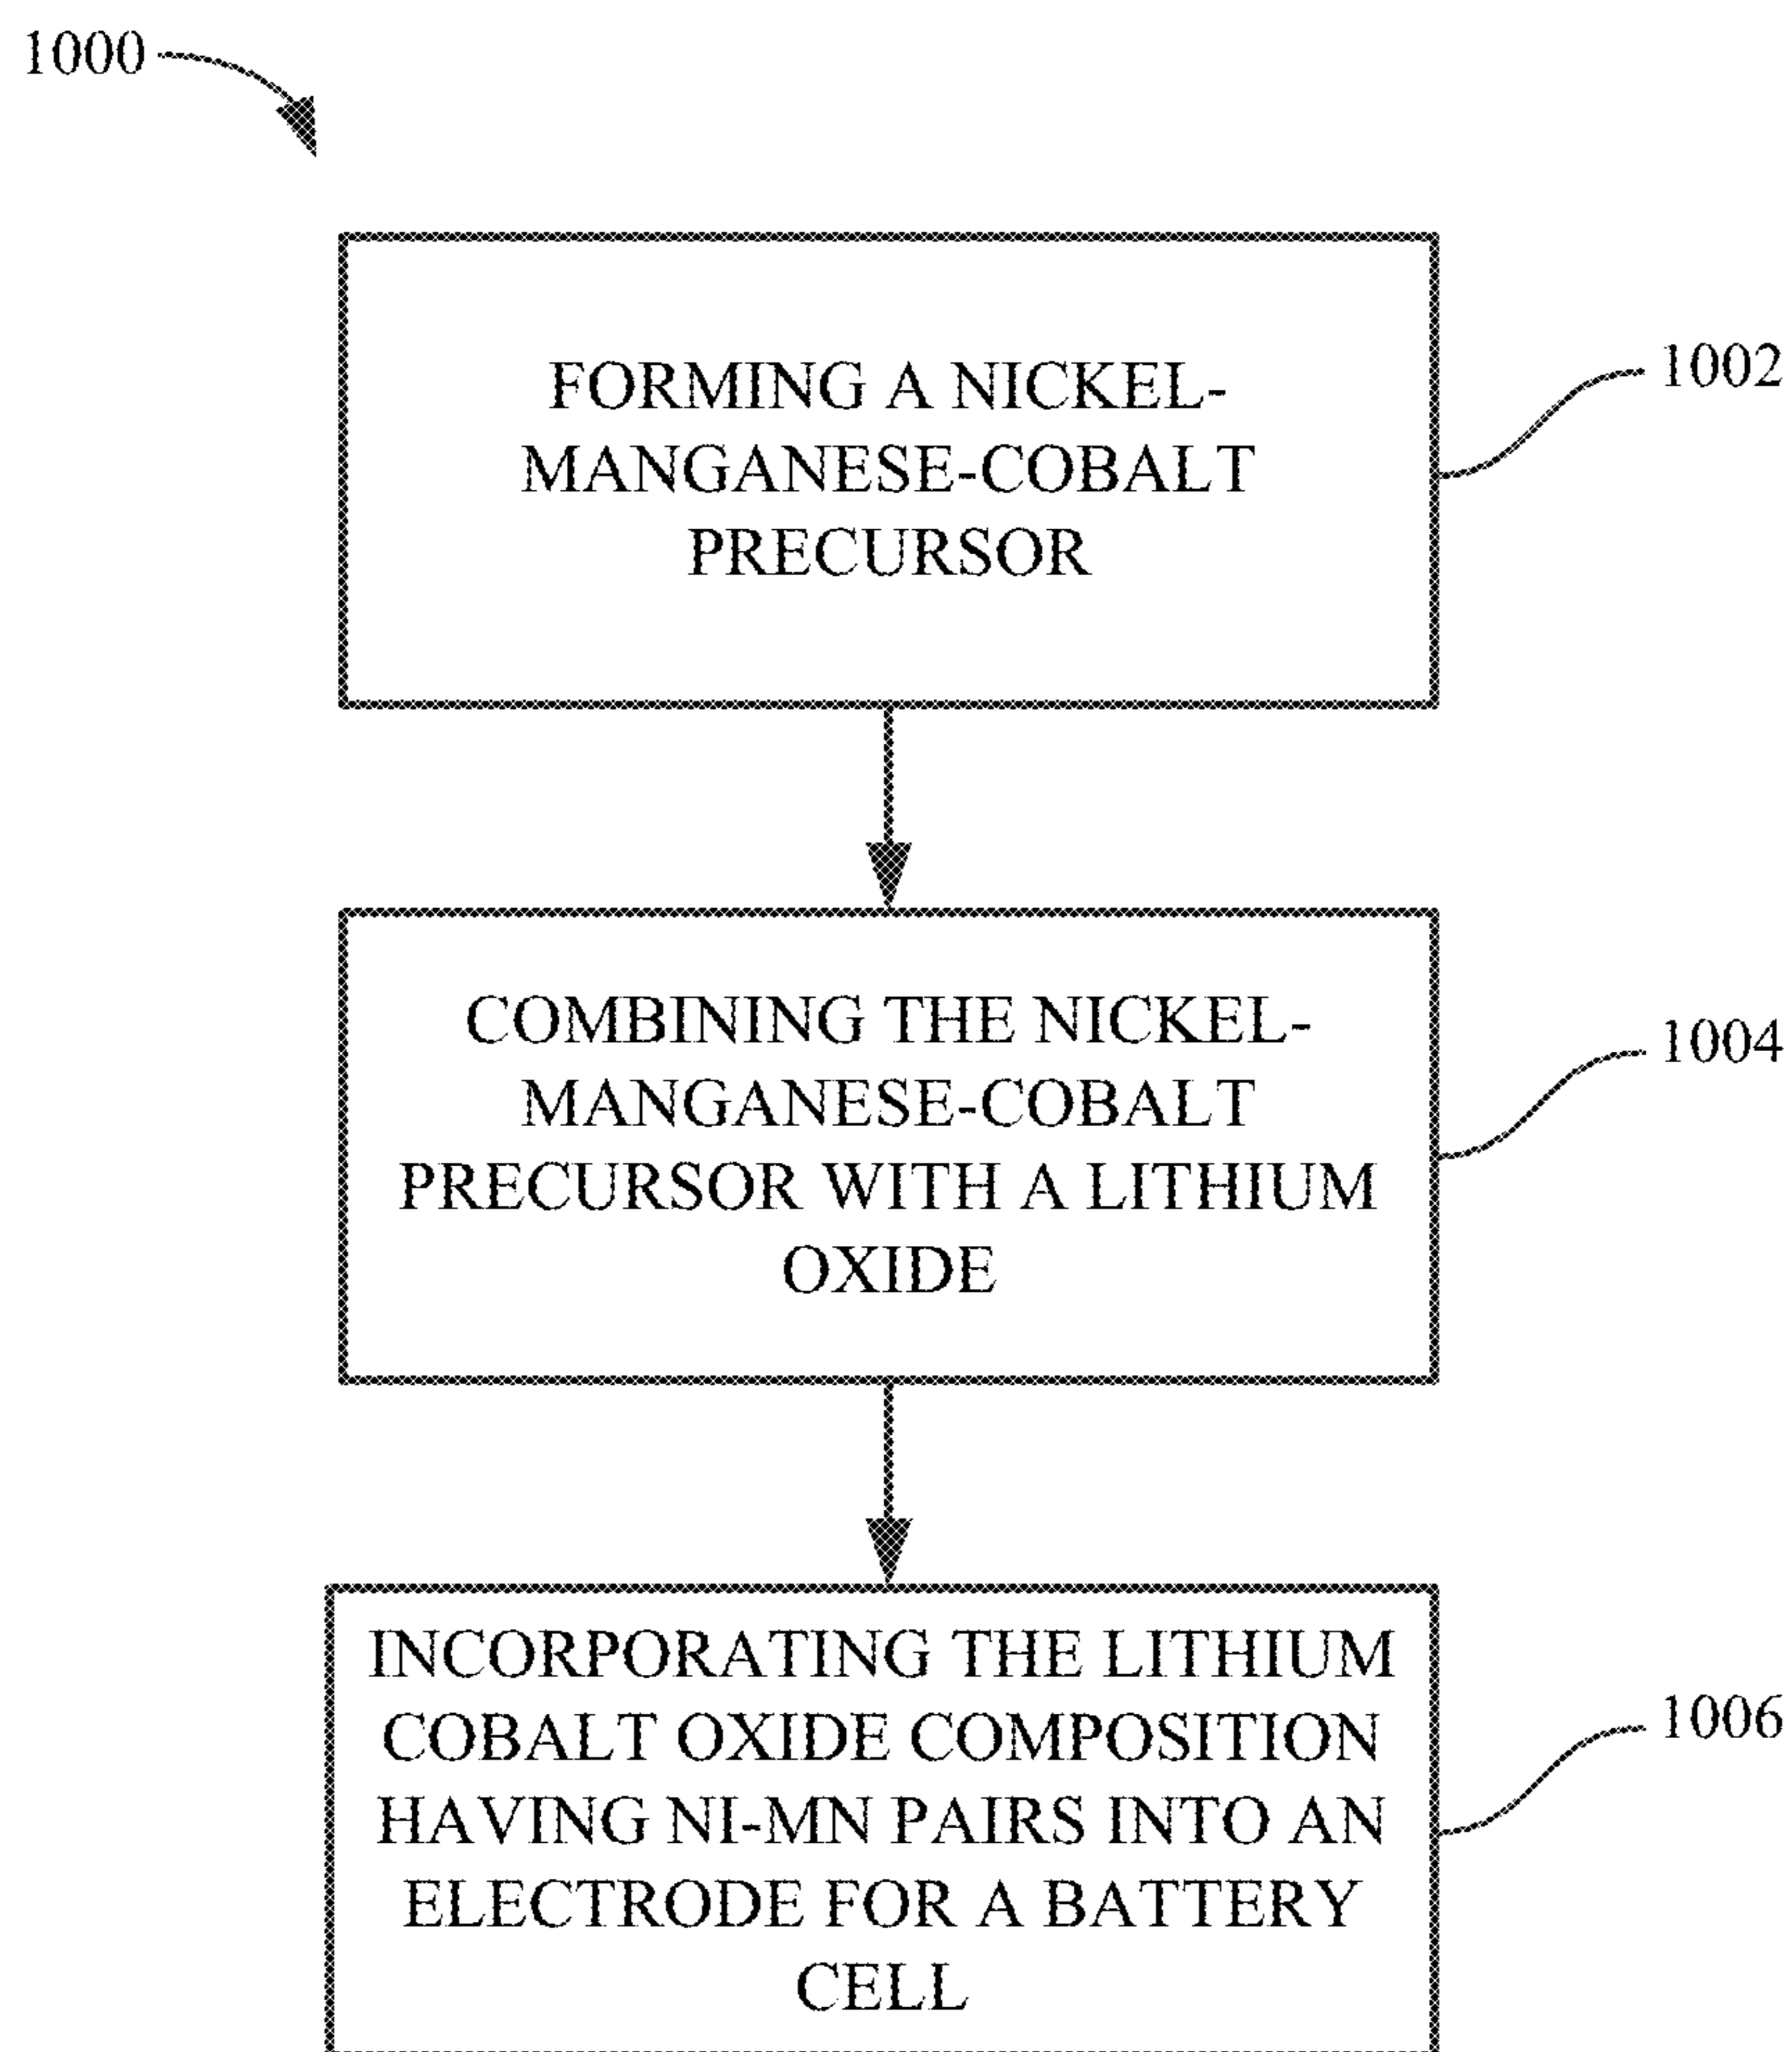 1000
FORMING A NICKEL-
MANGANESE-COBALT
PRECURSOR
1002
COMBINING THE NICKEL-
MANGANESE-COBALT
PRECURSOR WITH A LITHIUM
OXIDE
1004
INCORPORATING THE LITHIUM
COBALT OXIDE COMPOSITION
HAVING NI-MN PAIRS INTO AN
ELECTRODE FOR A BATTERY
CELL
1006